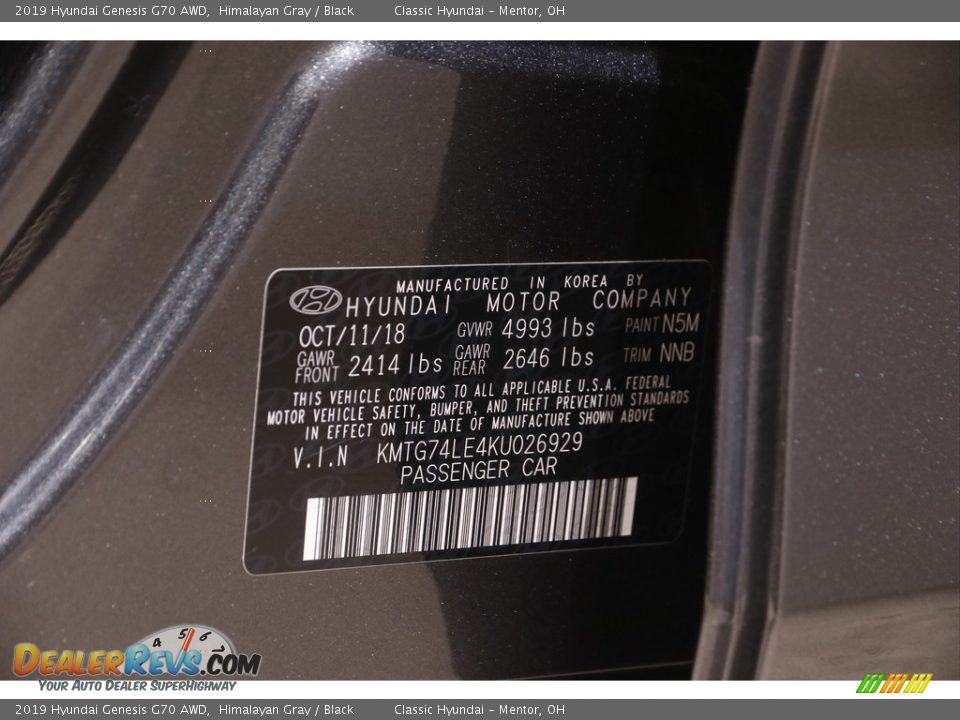 2019 Hyundai Genesis G70 AWD, Himalayan Gray / Black Classic Hyundai – Mentor, OH
MANUFACTURED IN KOREA BY
HYUNDAI MOTOR COMPANY
OCT/11/18 GVWR 4993 lbs PAINT N5M
GAWR FRONT 2414 lbs GAWR REAR 2646 lbs TRIM NNB
THIS VEHICLE CONFORMS TO ALL APPLICABLE U.S.A. FEDERAL
MOTOR VEHICLE SAFETY, BUMPER, AND THEFT PREVENTION STANDARDS
IN EFFECT ON THE DATE OF MANUFACTURE SHOWN ABOVE
V.I.N KMTG74LE4KU026929
PASSENGER CAR
4 5 6
DEALERREVS.COM
YOUR AUTO DEALER SUPERHIGHWAY
2019 Hyundai Genesis G70 AWD, Himalayan Gray / Black Classic Hyundai – Mentor, OH